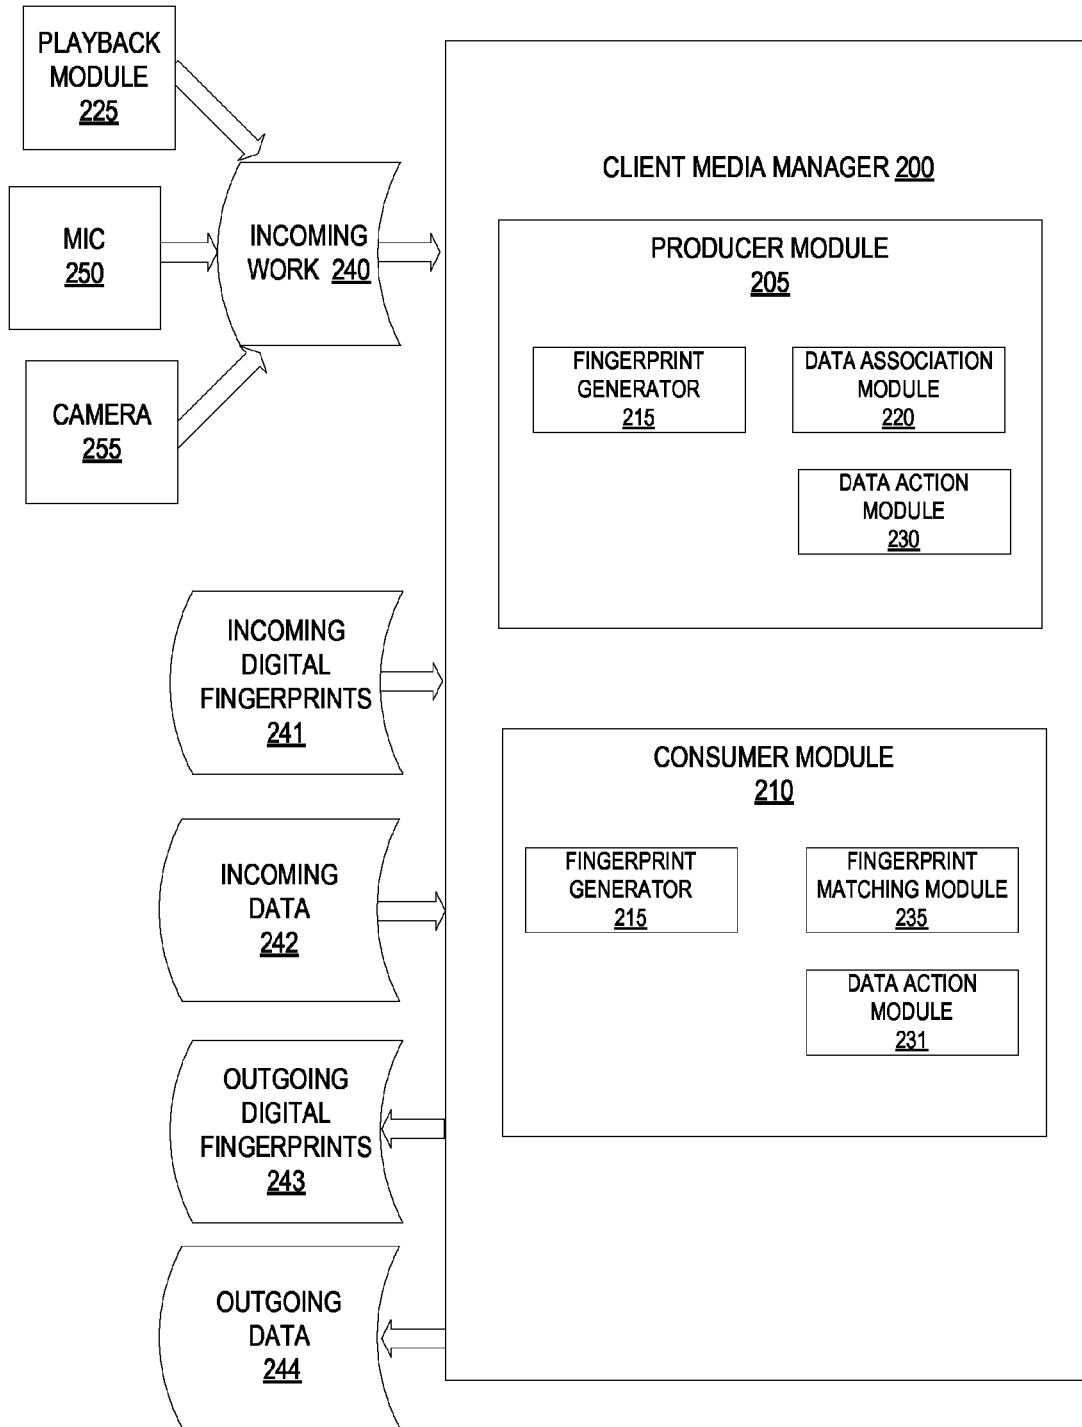 PLAYBACK
MODULE
225
MIC
250
CAMERA
255
INCOMING
WORK 240
INCOMING
DIGITAL
FINGERPRINTS
241
INCOMING
DATA
242
OUTGOING
DIGITAL
FINGERPRINTS
243
OUTGOING
DATA
244
CLIENT MEDIA MANAGER 200
PRODUCER MODULE
205
FINGERPRINT
GENERATOR
215
DATA ASSOCIATION
MODULE
220
DATA ACTION
MODULE
230
CONSUMER MODULE
210
FINGERPRINT
GENERATOR
215
FINGERPRINT
MATCHING MODULE
235
DATA ACTION
MODULE
231